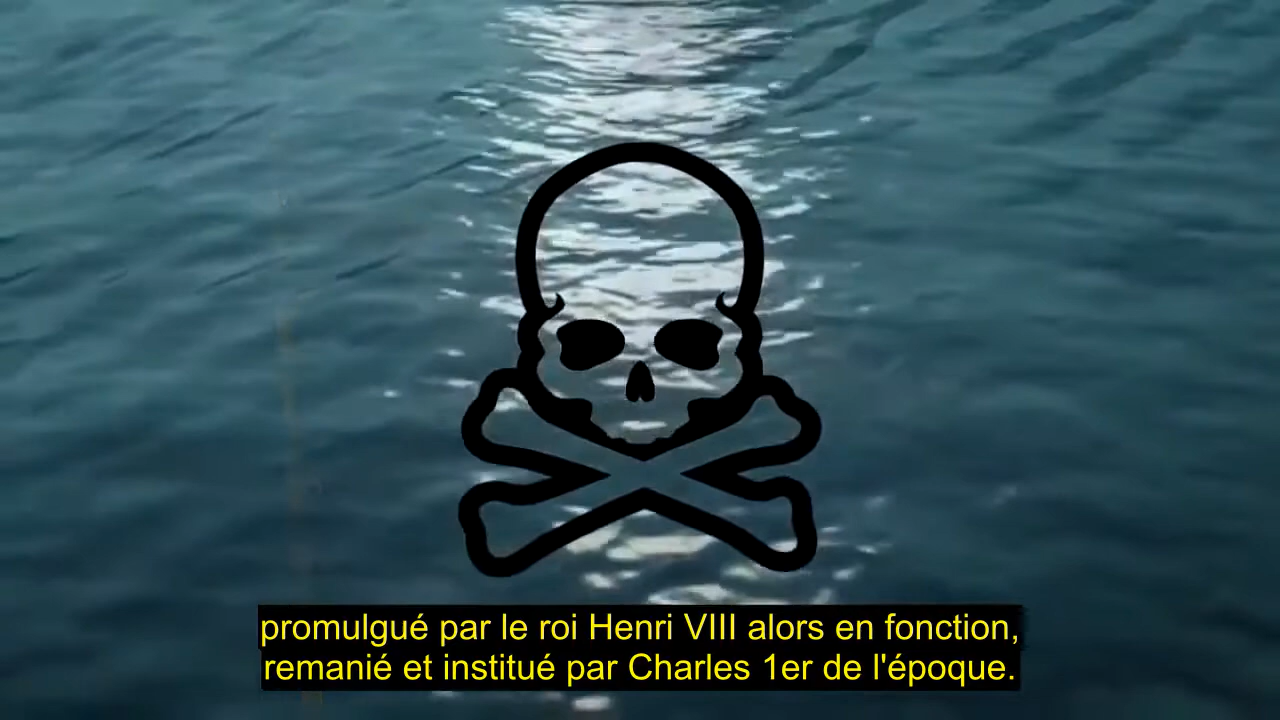 promulgué par le roi Henri VIII alors en fonction,
remanié et institué par Charles 1er de l'époque.